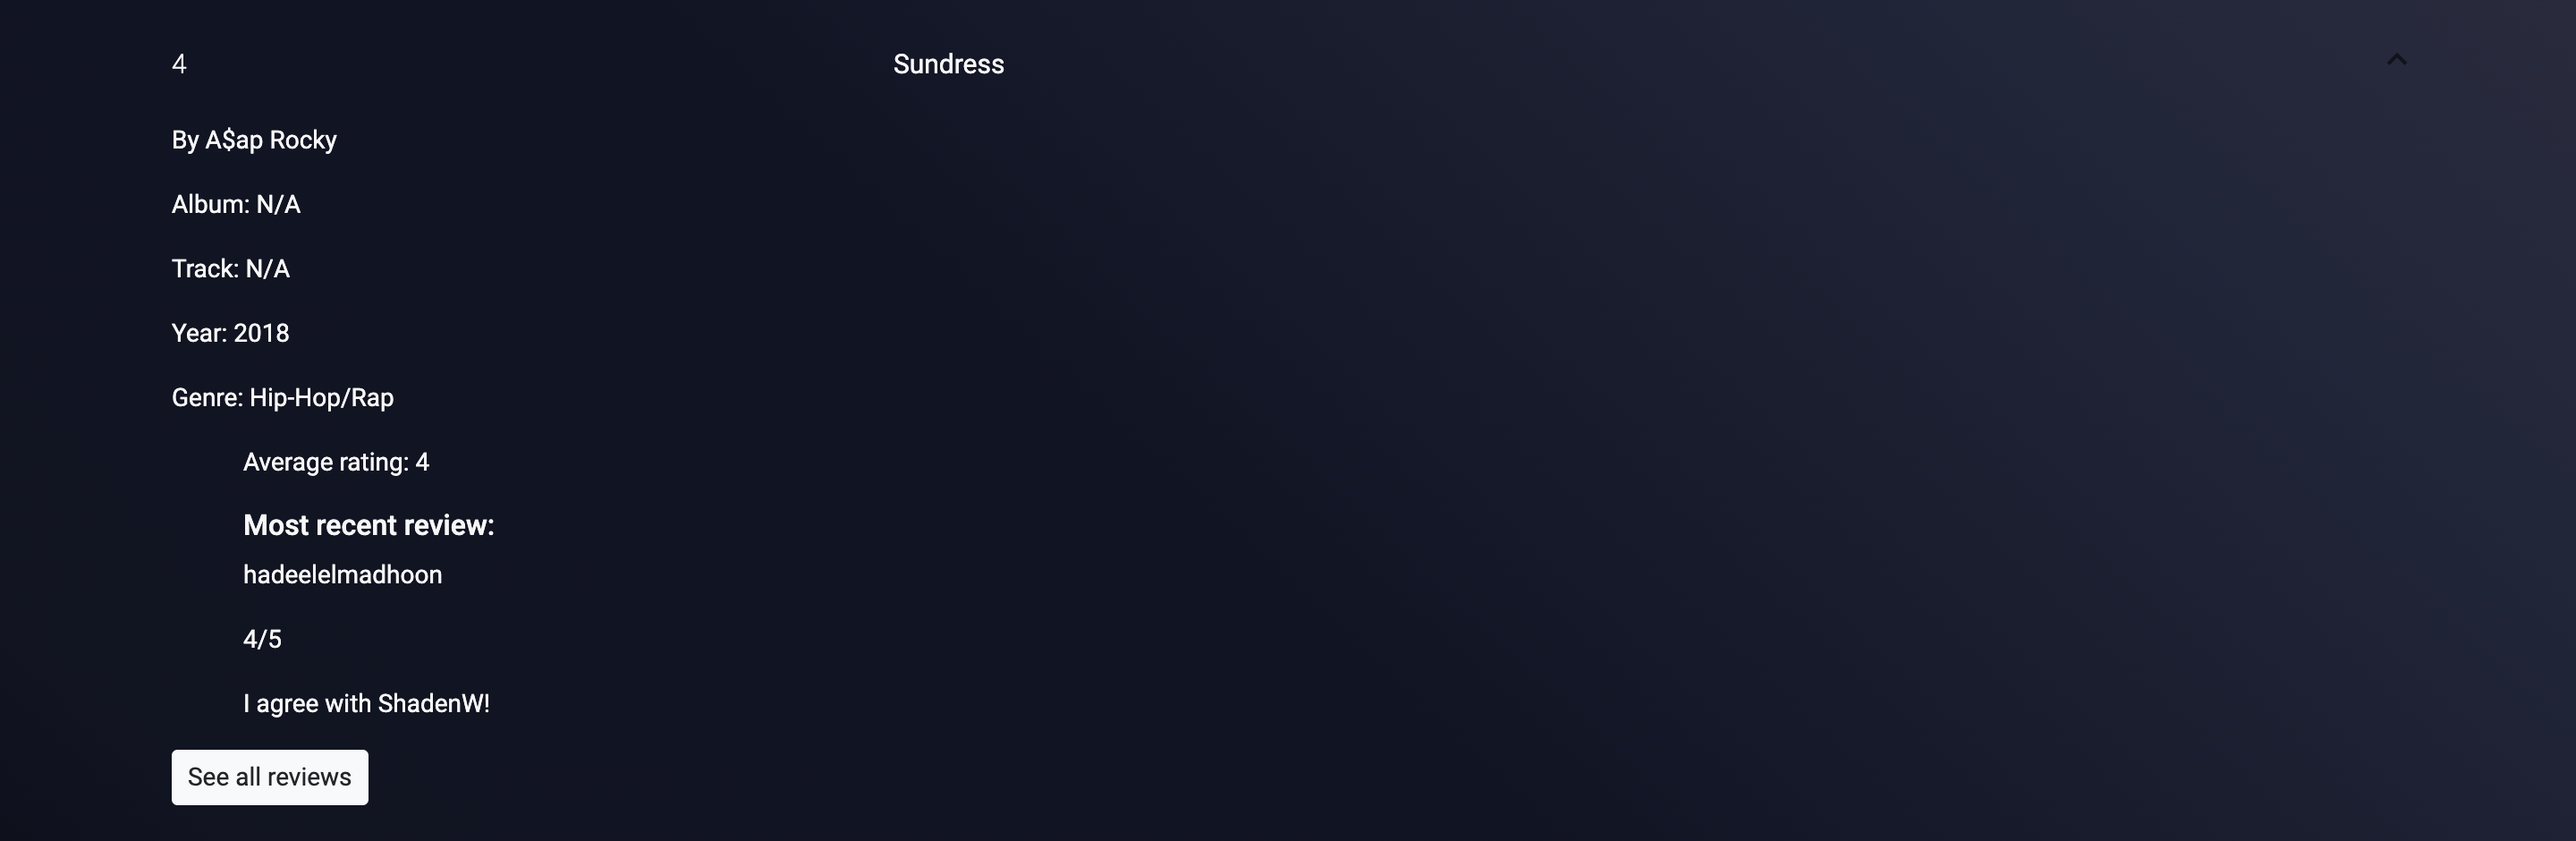 4 Sundress
By A$ap Rocky
Album: N/A
Track: N/A
Year: 2018
Genre: Hip-Hop/Rap
Average rating: 4
Most recent review:
hadeelelmadhoon
4/5
I agree with ShadenW!
See all reviews